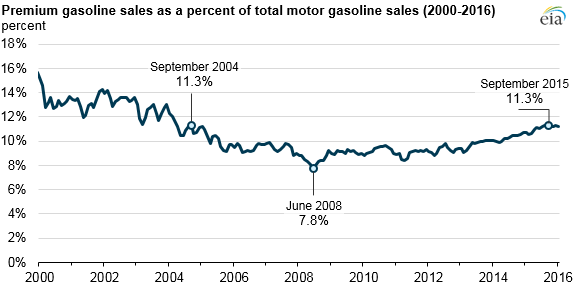 Premium gasoline sales as a percent of total motor gasoline sales (2000-2016)
percent
eia
18%
16%
14%
12%
10%
8%
6%
4%
2%
0%
September 2004
11.3%
September 2015
11.3%
June 2008
7.8%
2000 2002 2004 2006 2008 2010 2012 2014 2016